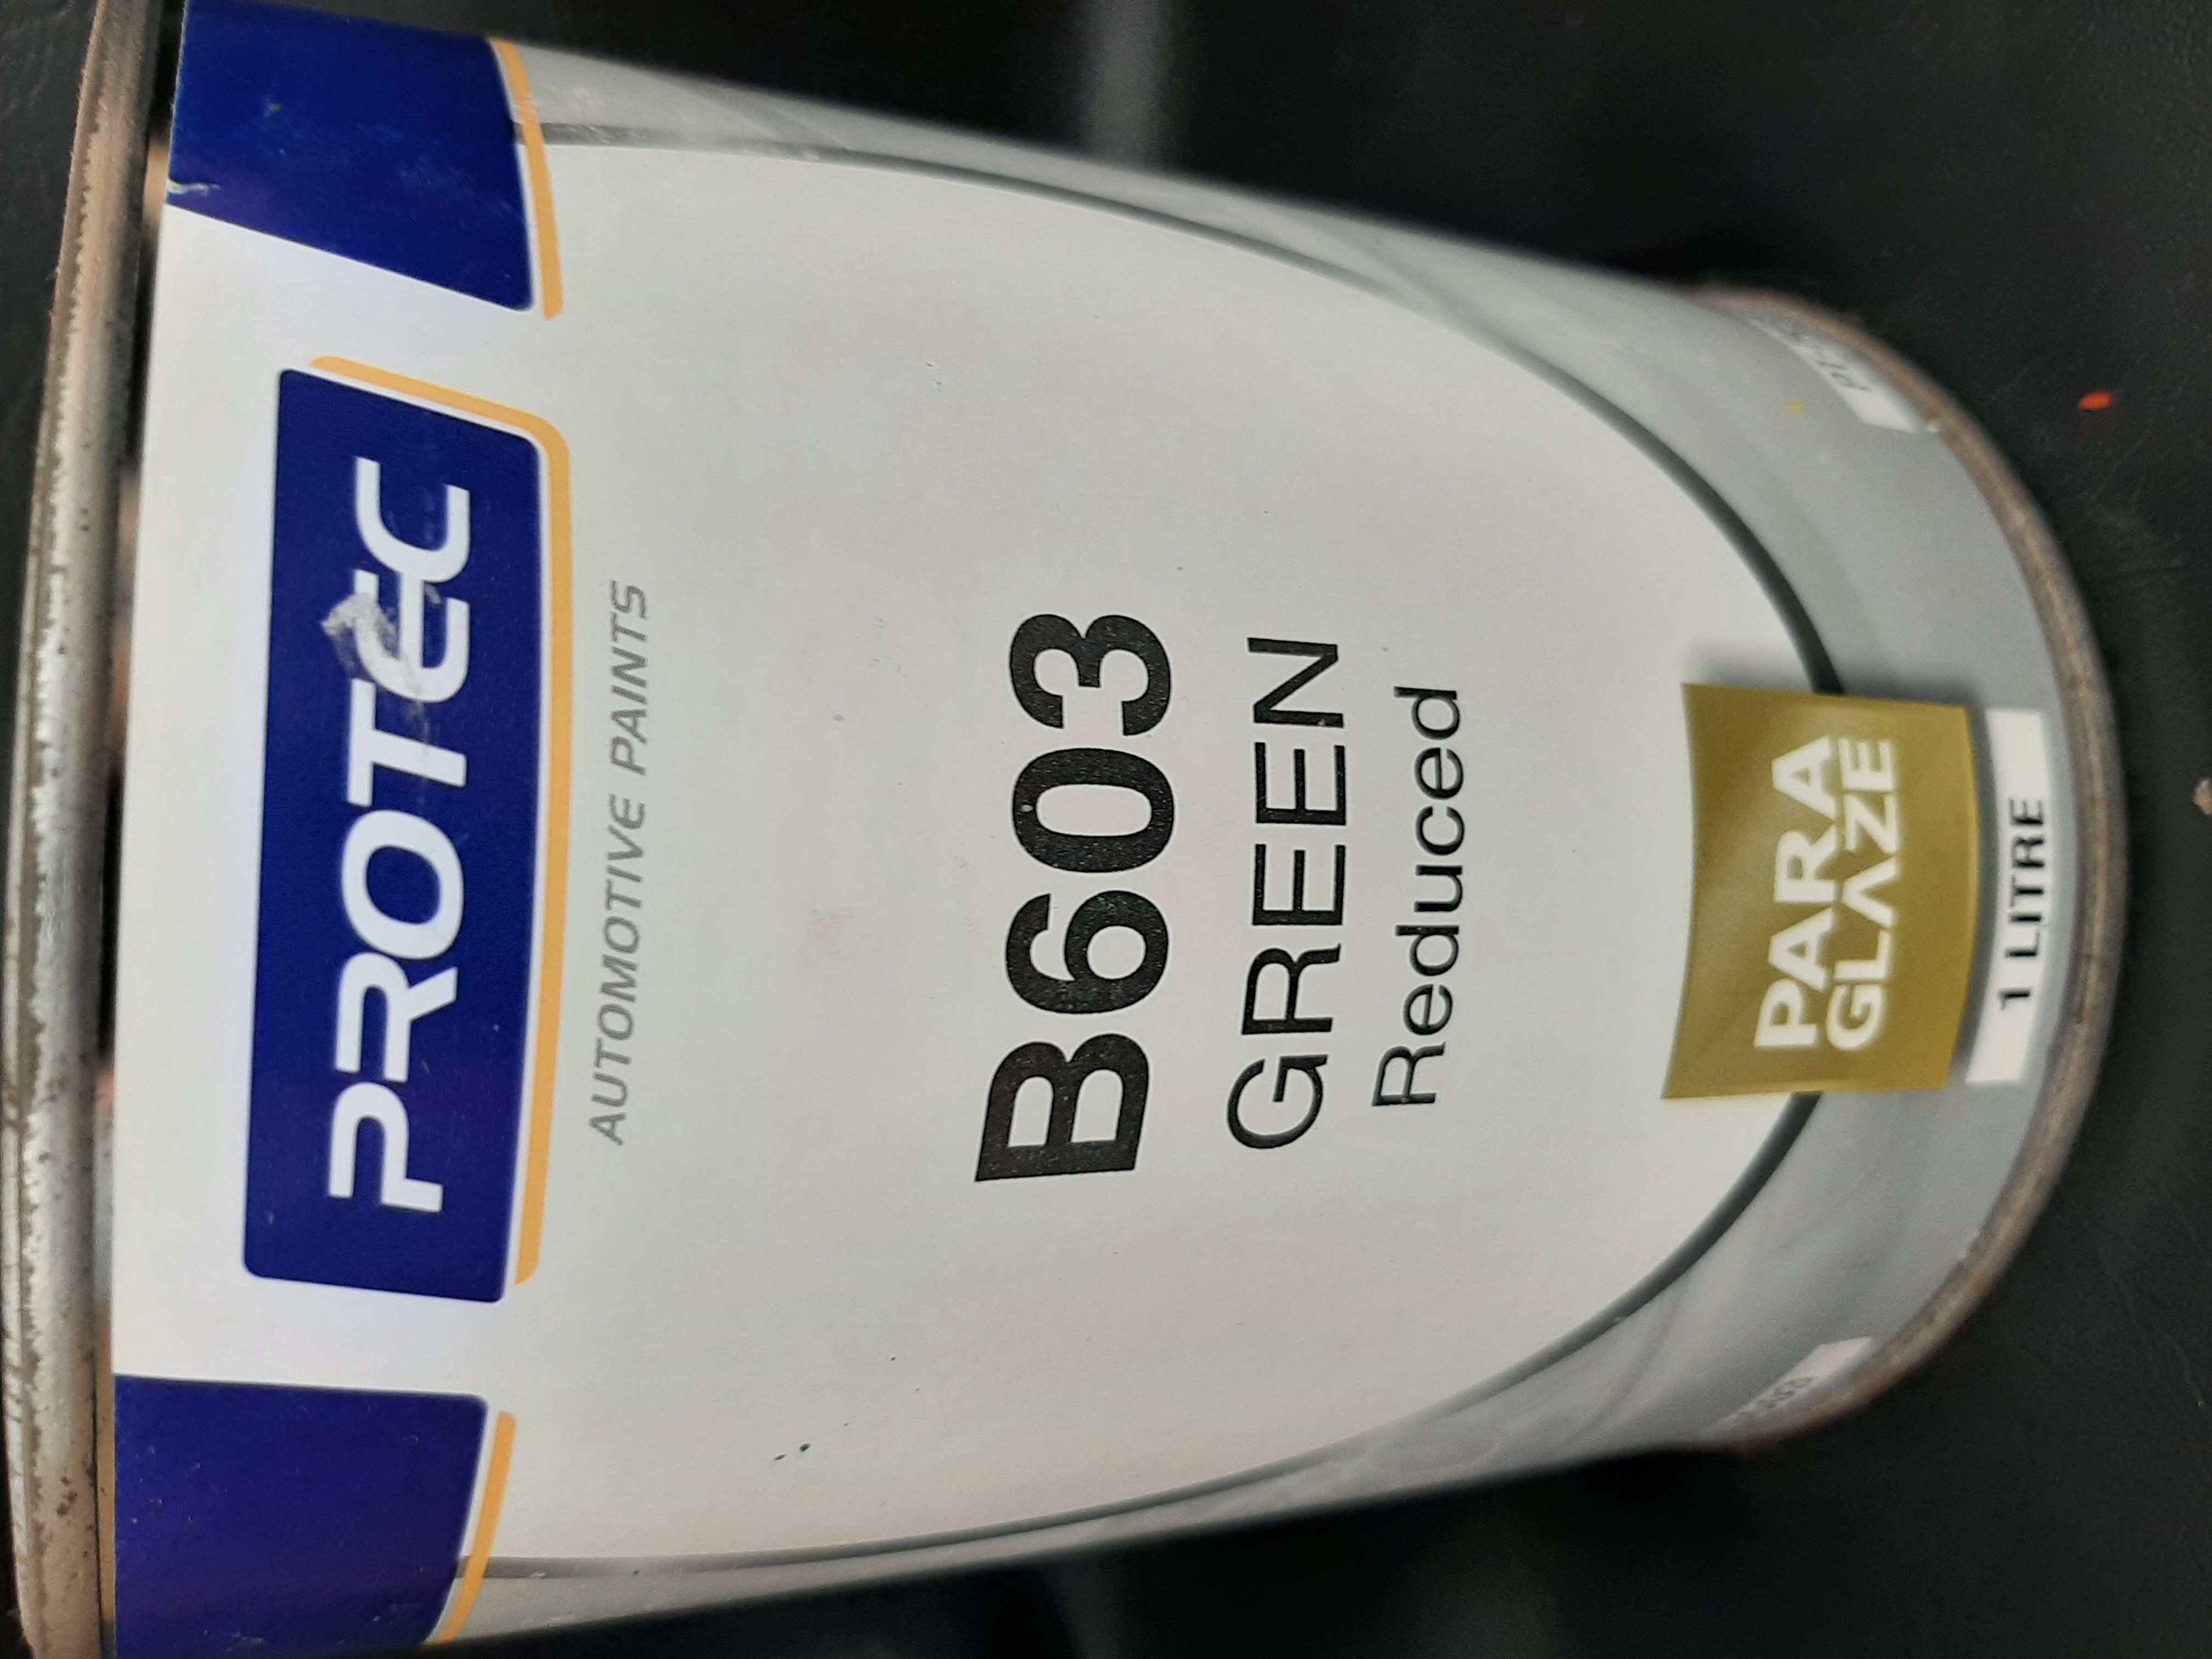 PROTEC
AUTOMOTIVE PAINTS
B603
GREEN
Reduced
PARA
GLAZE
1 LITRE